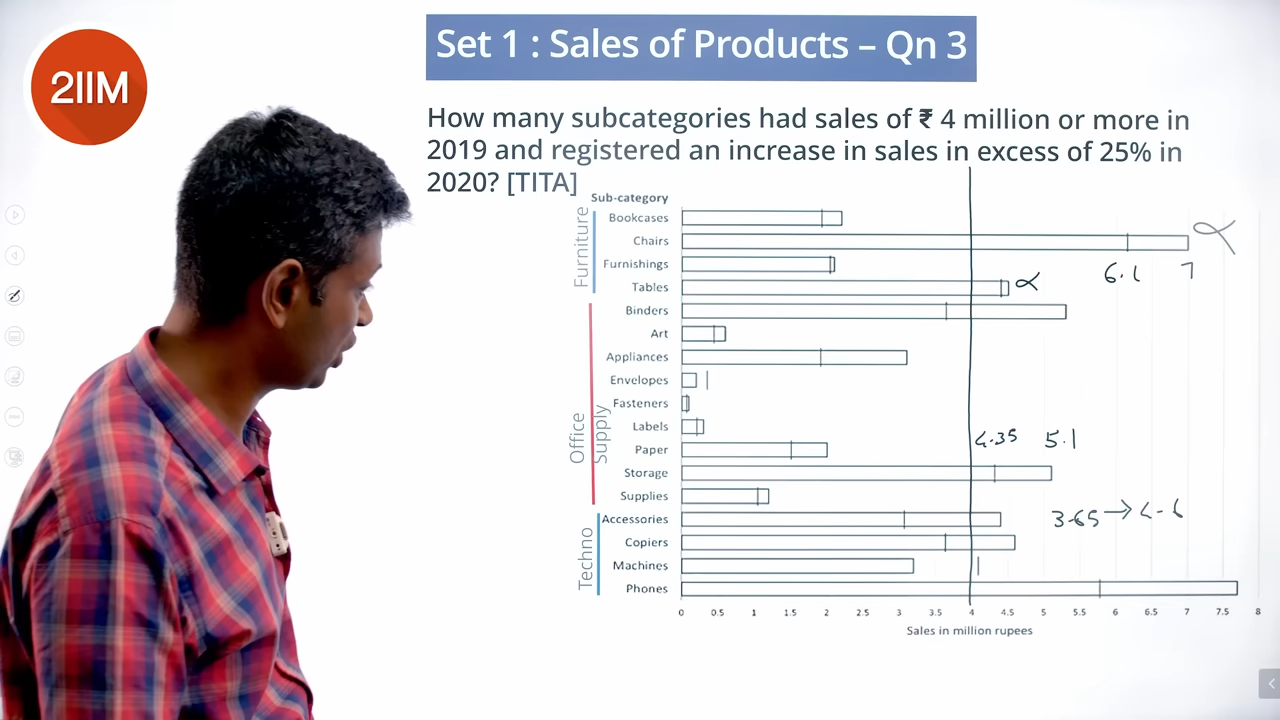 2IIM
Set 1 : Sales of Products – Qn 3
How many subcategories had sales of ₹ 4 million or more in
2019 and registered an increase in sales in excess of 25% in
2020? [TITA]
Sub-category
Furniture
Bookcases
Chairs
6.1 7
Furnishings
Tables
Office
Supply
Binders
Art
Appliances
Envelopes
Fasteners
Labels
4.35 5.1
Paper
Storage
Supplies
Techno
Accessories
3.65 → 4.6
Copiers
Machines
Phones
0 0.5 1 1.5 2 2.5 3 3.5 4 4.5 5 5.5 6 6.5 7 7.5 8
Sales in million rupees